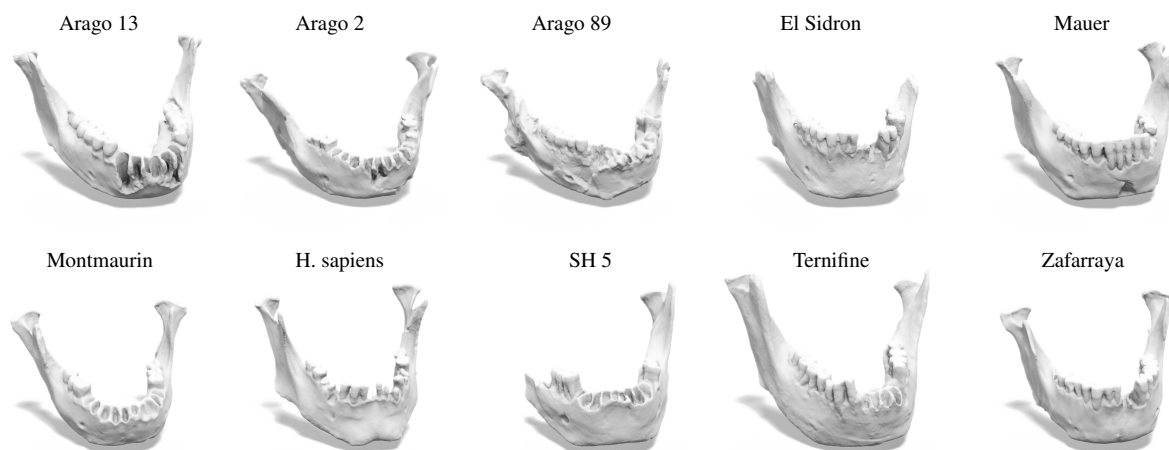 Arago 13 Arago 2 Arago 89 El Sidron Mauer
Montmaurin H. sapiens SH 5 Ternifine Zafarraya